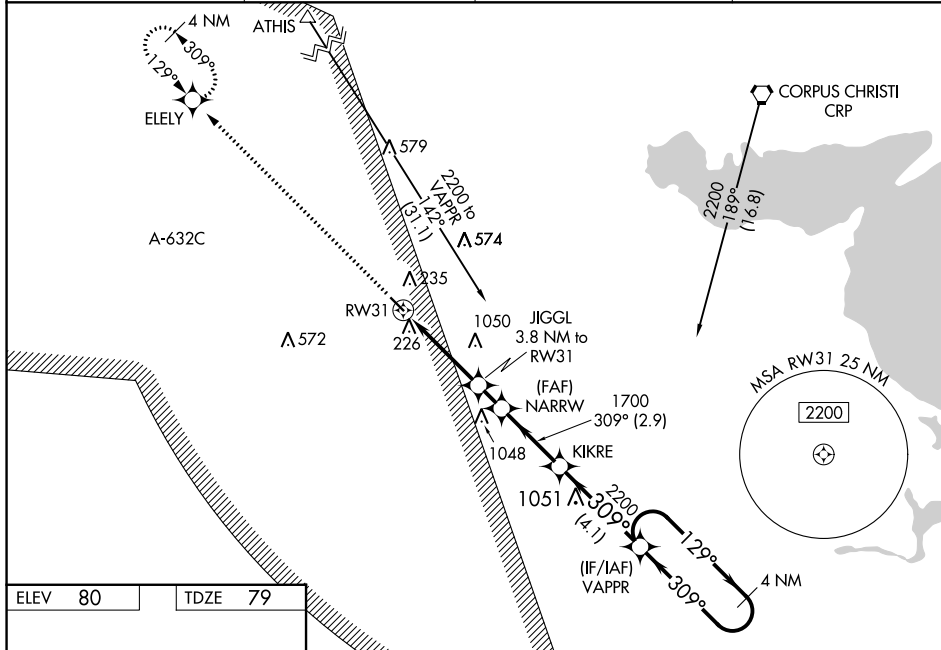 4 NM
309°
129°
ELELY
ATHIS
CORPUS CHRISTI
CRP
579
2200 to
VAPPR
142°
(31.1)
2200
189°
(16.8)
574
A-632C
235
RW31
226
572
1050
JIGGL
3.8 NM to
RW31
(FAF)
NARRW
1700
309° (2.9)
1048
KIKRE
1051
2200
309°
(4.1)
(IF/IAF)
VAPPR
129°
309°
4 NM
MSA RW31 25 NM
2200
ELEV 80
TDZE 79